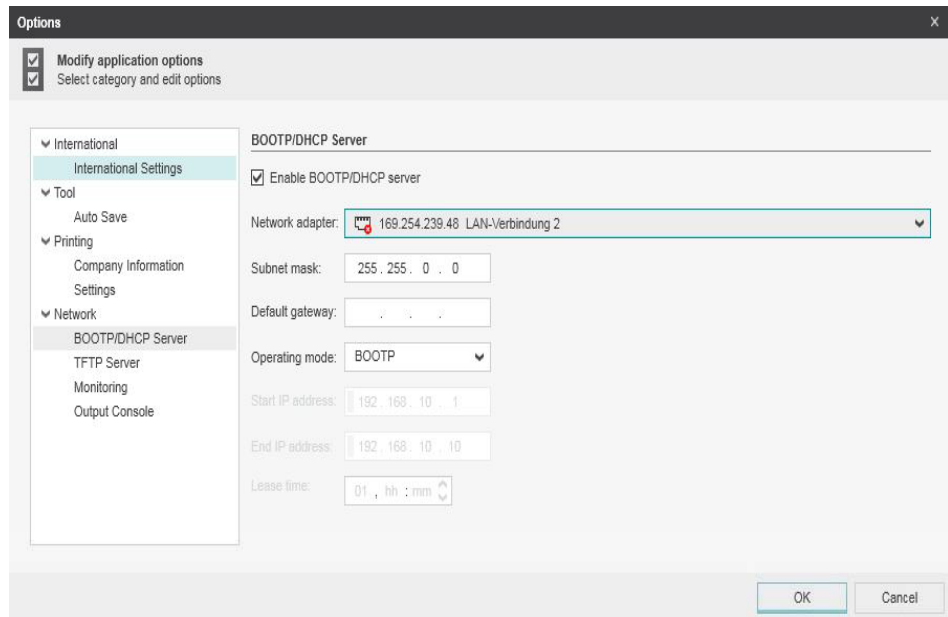 Options
X
Modify application options
Select category and edit options
International
International Settings
Tool
Auto Save
Printing
Company Information
Settings
Network
BOOTP/DHCP Server
TFTP Server
Monitoring
Output Console
BOOTP/DHCP Server
Enable BOOTP/DHCP server
Network adapter: 169.254.239.48 LAN-Verbindung 2
Subnet mask: 255 . 255 . 0 . 0
Default gateway: . . .
Operating mode: BOOTP
Start IP address: 192 . 168 . 10 . 1
End IP address: 192 . 168 . 10 . 10
Lease time: 01 , hh : mm
OK Cancel